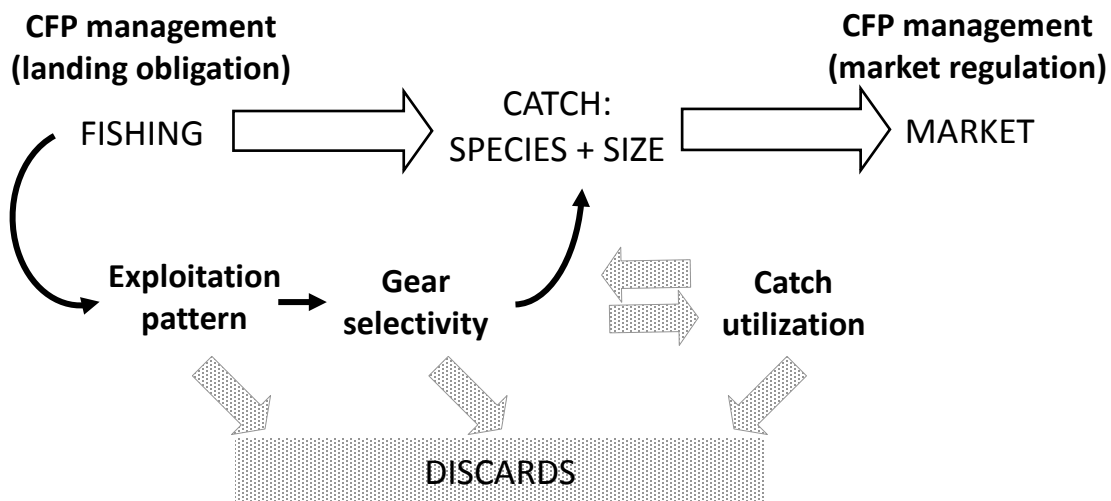 CFP management
(landing obligation)
CFP management
(market regulation)
FISHING
CATCH:
SPECIES + SIZE
MARKET
Exploitation
pattern
Gear
selectivity
Catch
utilization
DISCARDS